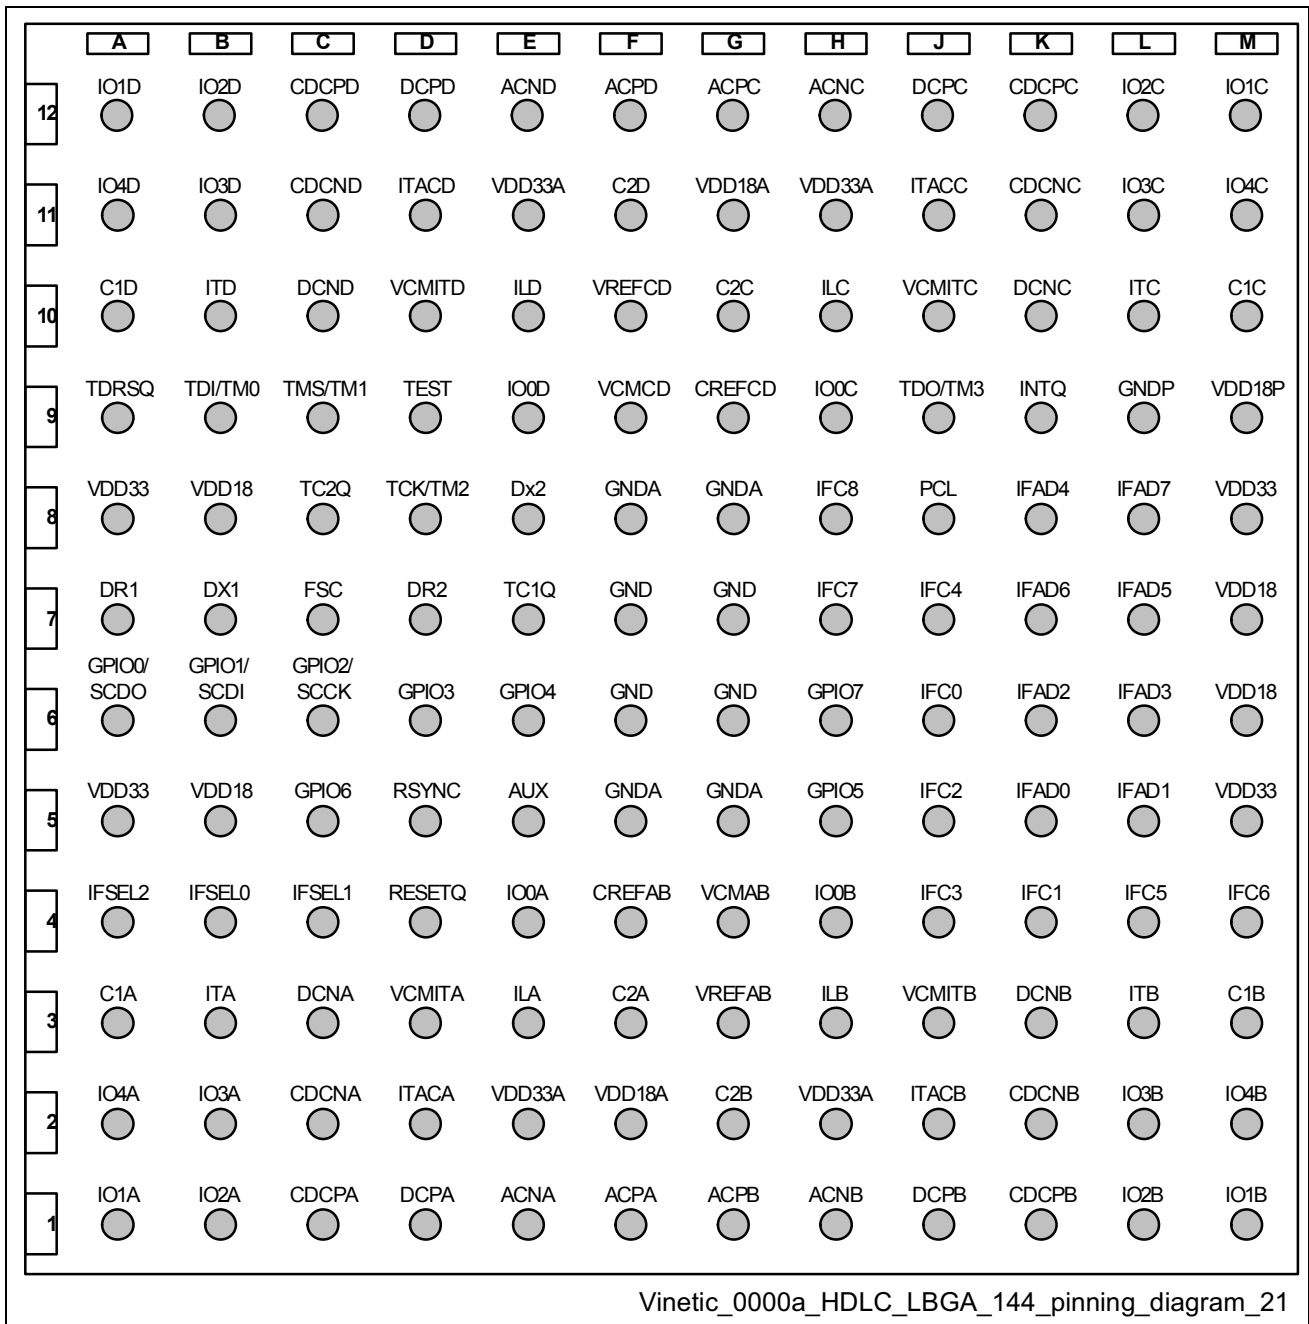 A B C D E F G H J K L M
IO1D IO2D CDCPD DCPD ACND ACPD ACPC ACNC DCPC CDCPC IO2C IO1C
12
IO4D IO3D CDCND ITACD VDD33A C2D VDD18A VDD33A ITACC CDCNC IO3C IO4C
11
C1D ITD DCND VCMITD ILD VREFCD C2C ILC VCMITC DCNC ITC C1C
10
TDRSQ TDI/TM0 TMS/TM1 TEST IO0D VCMCD CREFCD IO0C TDO/TM3 INTQ GNDP VDD18P
9
VDD33 VDD18 TC2Q TCK/TM2 Dx2 GNDA GNDA IFC8 PCL IFAD4 IFAD7 VDD33
8
DR1 DX1 FSC DR2 TC1Q GND GND IFC7 IFC4 IFAD6 IFAD5 VDD18
7
GPIO0/ GPIO1/ GPIO2/
SCDO SCDI SCCK GPIO3 GPIO4 GND GND GPIO7 IFC0 IFAD2 IFAD3 VDD18
6
VDD33 VDD18 GPIO6 RSYNC AUX GNDA GNDA GPIO5 IFC2 IFAD0 IFAD1 VDD33
5
IFSEL2 IFSEL0 IFSEL1 RESETQ IO0A CREFAB VCMAB IO0B IFC3 IFC1 IFC5 IFC6
4
C1A ITA DCNA VCMITA ILA C2A VREFAB ILB VCMITB DCNB ITB C1B
3
IO4A IO3A CDCNA ITACA VDD33A VDD18A C2B VDD33A ITACB CDCNB IO3B IO4B
2
IO1A IO2A CDCPA DCPA ACNA ACPA ACPB ACNB DCPB CDCPB IO2B IO1B
1
Vinetic_0000a_HDLC_LBGA_144_pinning_diagram_21